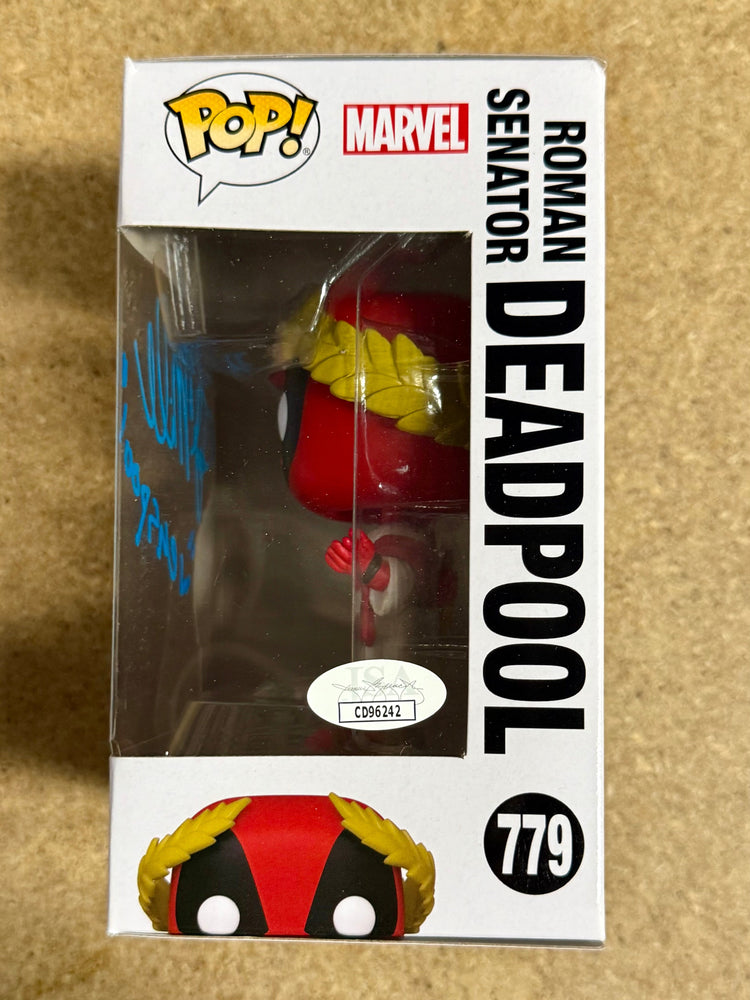 POP!
MARVEL
ROMAN
SENATOR
DEADPOOL
JSA
CD96242
779